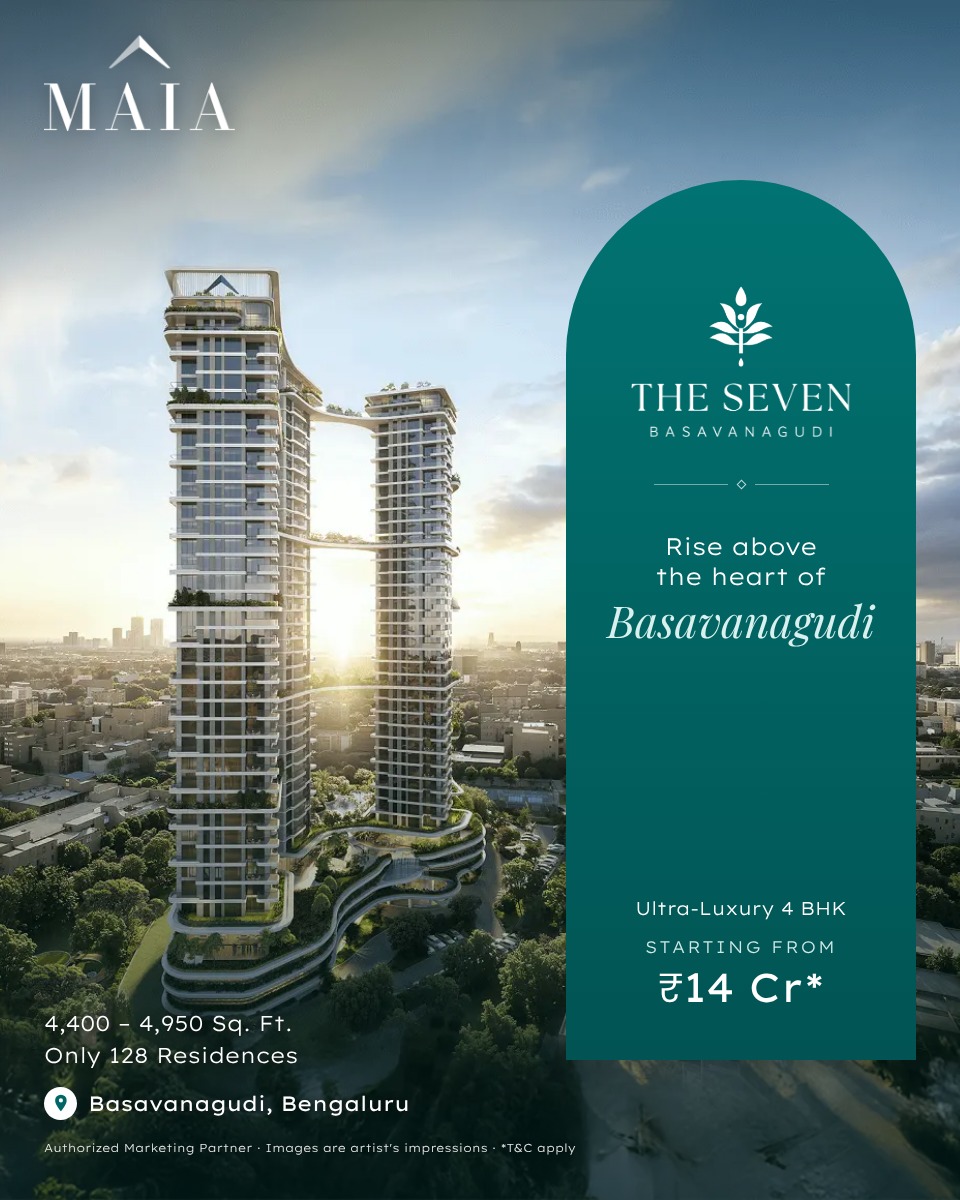 MAIA
THE SEVEN
BASAVANAGUDI
Rise above
the heart of
Basavanagudi
Ultra-Luxury 4 BHK
STARTING FROM
₹14 Cr*
4,400 – 4,950 Sq. Ft.
Only 128 Residences
Basavanagudi, Bengaluru
Authorized Marketing Partner · Images are artist's impressions · *T&C apply